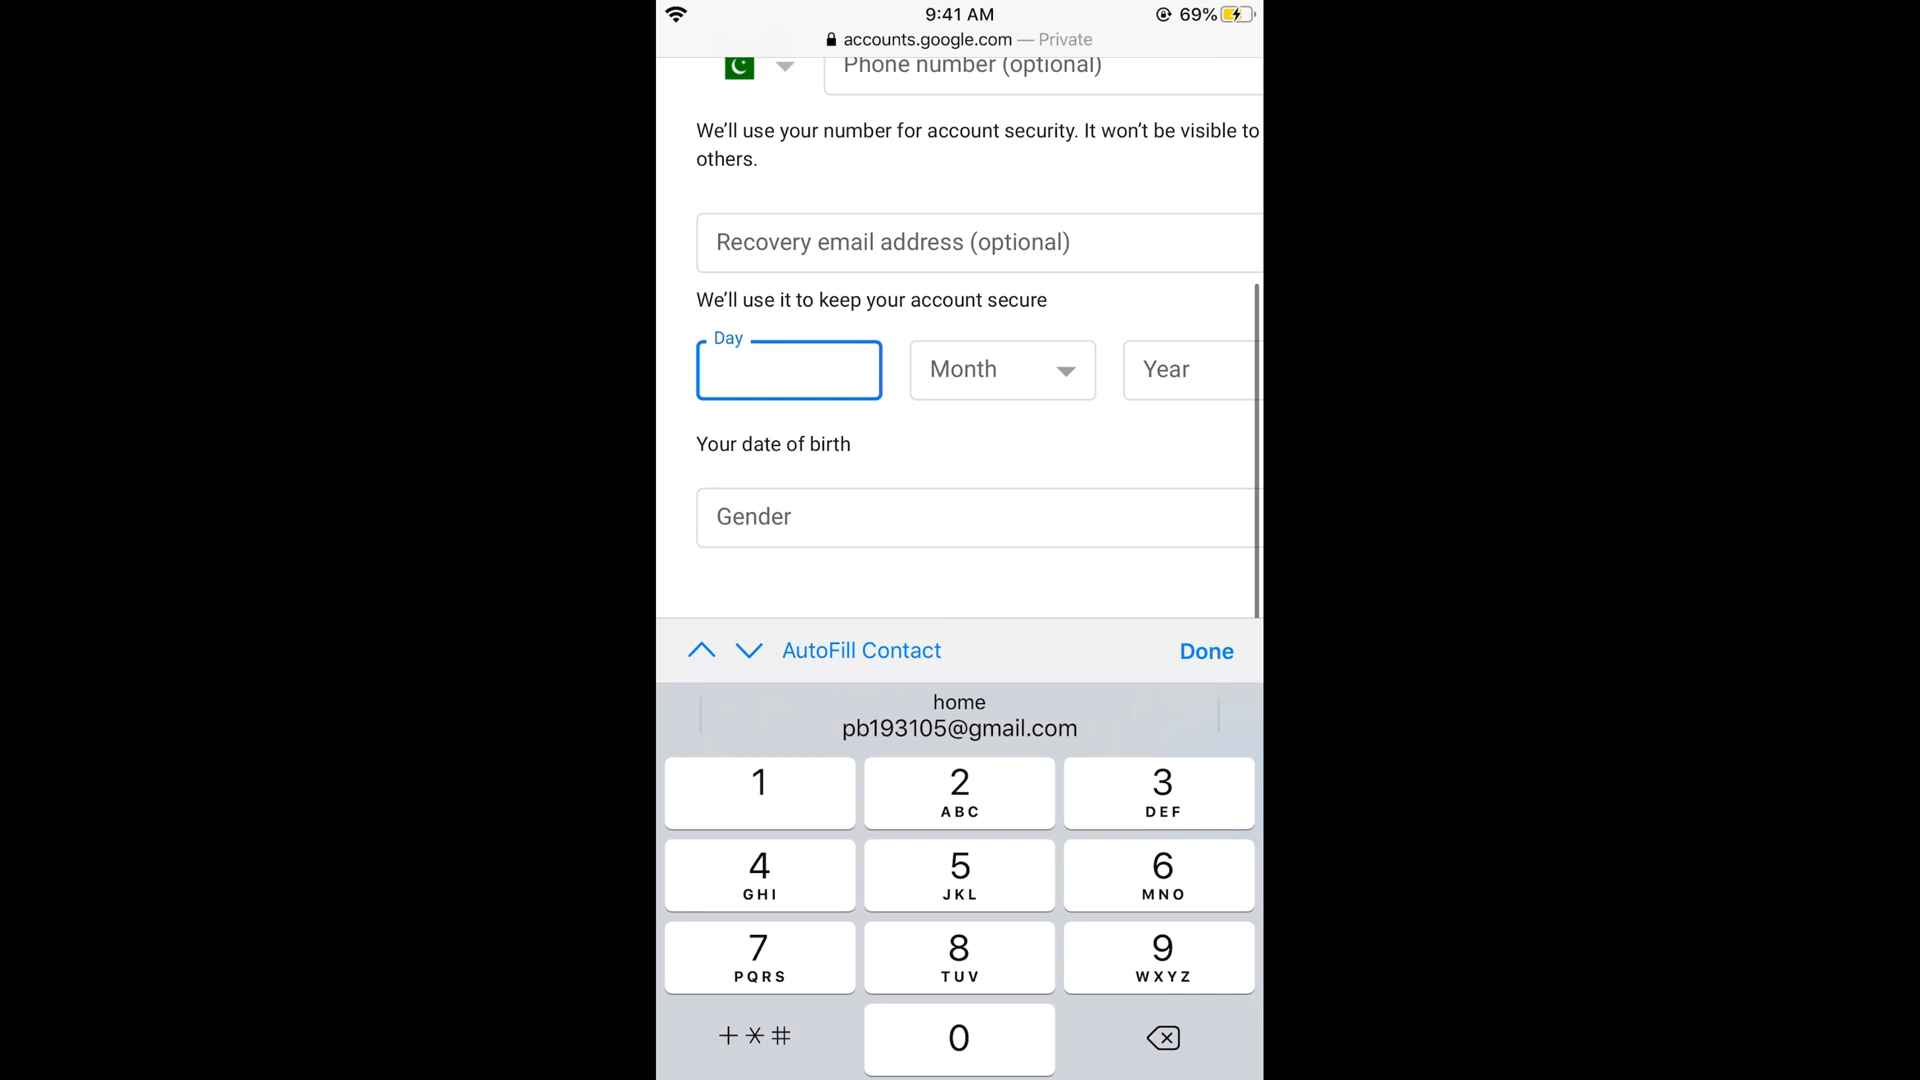 9:41 AM
69%
accounts.google.com — Private
Phone number (optional)
We’ll use your number for account security. It won’t be visible to
others.
Recovery email address (optional)
We’ll use it to keep your account secure
Day
Month
Year
Your date of birth
Gender
AutoFill Contact
Done
home
pb193105@gmail.com
1
2
ABC
3
DEF
4
GHI
5
JKL
6
MNO
7
PQRS
8
TUV
9
WXYZ
+*#
0